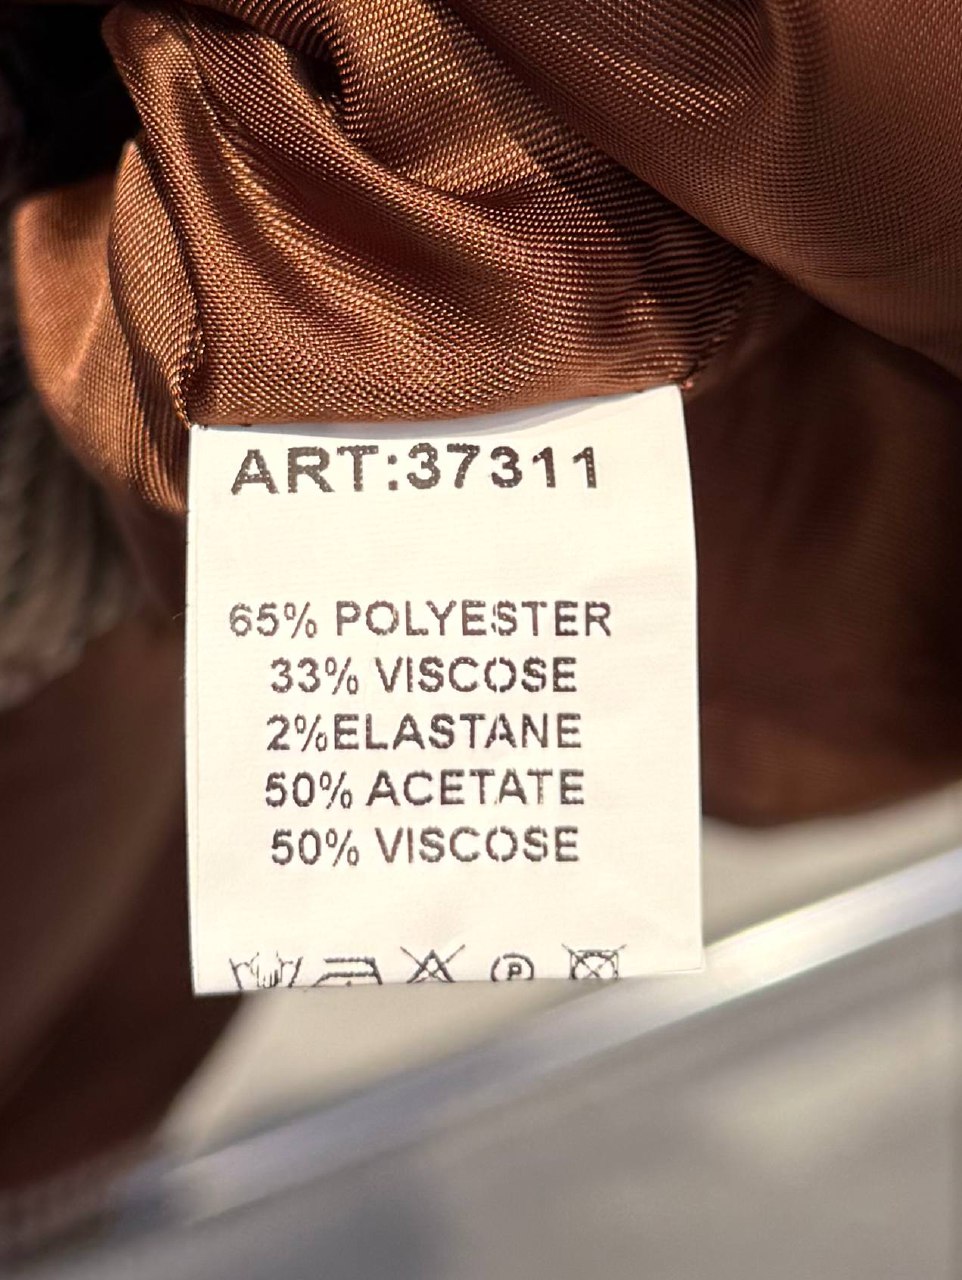 ART:37311
65% POLYESTER
33% VISCOSE
2%ELASTANE
50% ACETATE
50% VISCOSE
P